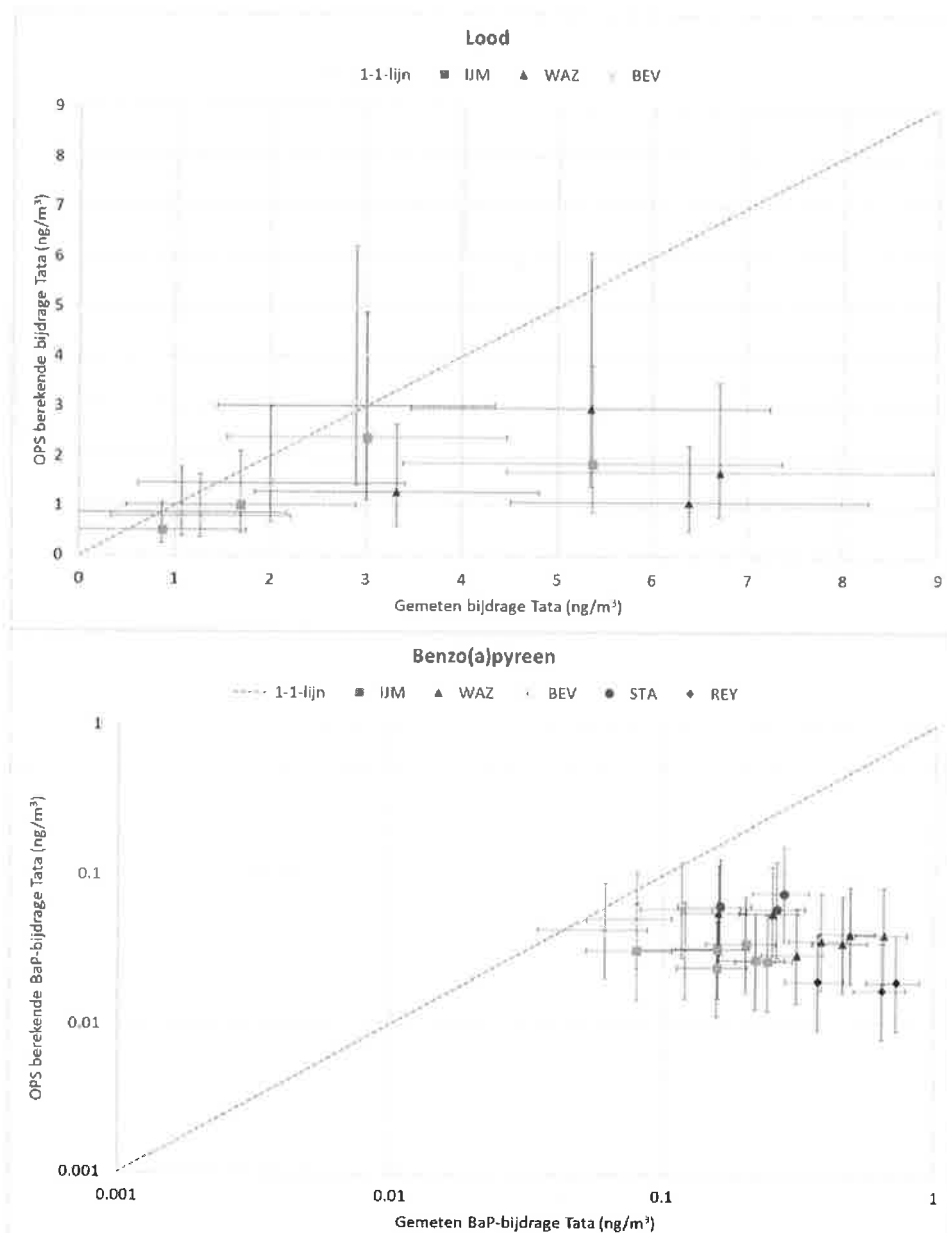 Lood
1-1-lijn IJM WAZ BEV
OPS berekende bijdrage Tata (ng/m³)
9
8
7
6
5
4
3
2
1
0
0 1 2 3 4 5 6 7 8 9
Gemeten bijdrage Tata (ng/m³)
Benzo(a)pyreen
1-1-lijn IJM WAZ BEV STA REY
OPS berekende BaP-bijdrage Tata (ng/m³)
1
0.1
0.01
0.001
0.001 0.01 0.1 1
Gemeten BaP-bijdrage Tata (ng/m³)